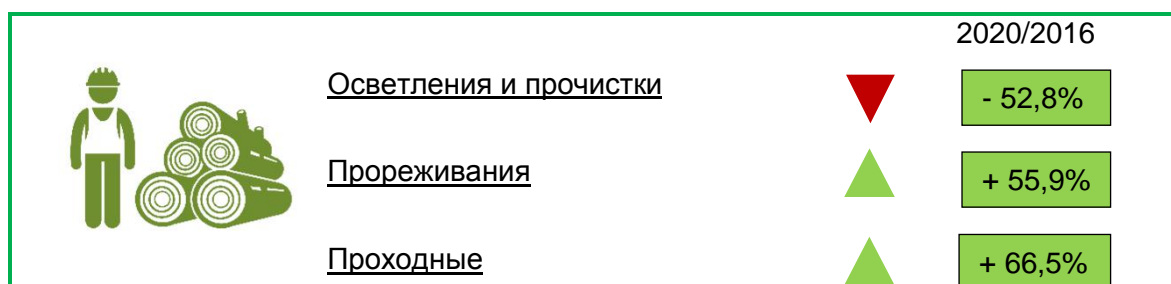 2020/2016
Осветления и прочистки - 52,8%
Прореживания + 55,9%
Проходные + 66,5%